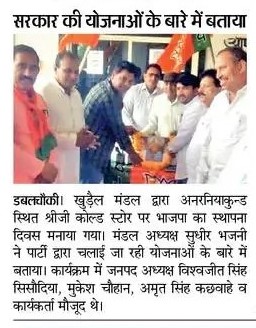 सरकार की योजनाओं के बारे में बताया
डबलचौकी। खुड़ैल मंडल द्वारा अनरनियाकुन्ड
स्थित श्रीजी कोल्ड स्टोर पर भाजपा का स्थापना
दिवस मनाया गया। मंडल अध्यक्ष सुधीर भजनी
ने पार्टी द्वारा चलाई जा रही योजनाओं के बारे में
बताया। कार्यक्रम में जनपद अध्यक्ष विश्वजीत सिंह
सिसौदिया, मुकेश चौहान, अमृत सिंह कछवाहे व
कार्यकर्ता मौजूद थे।